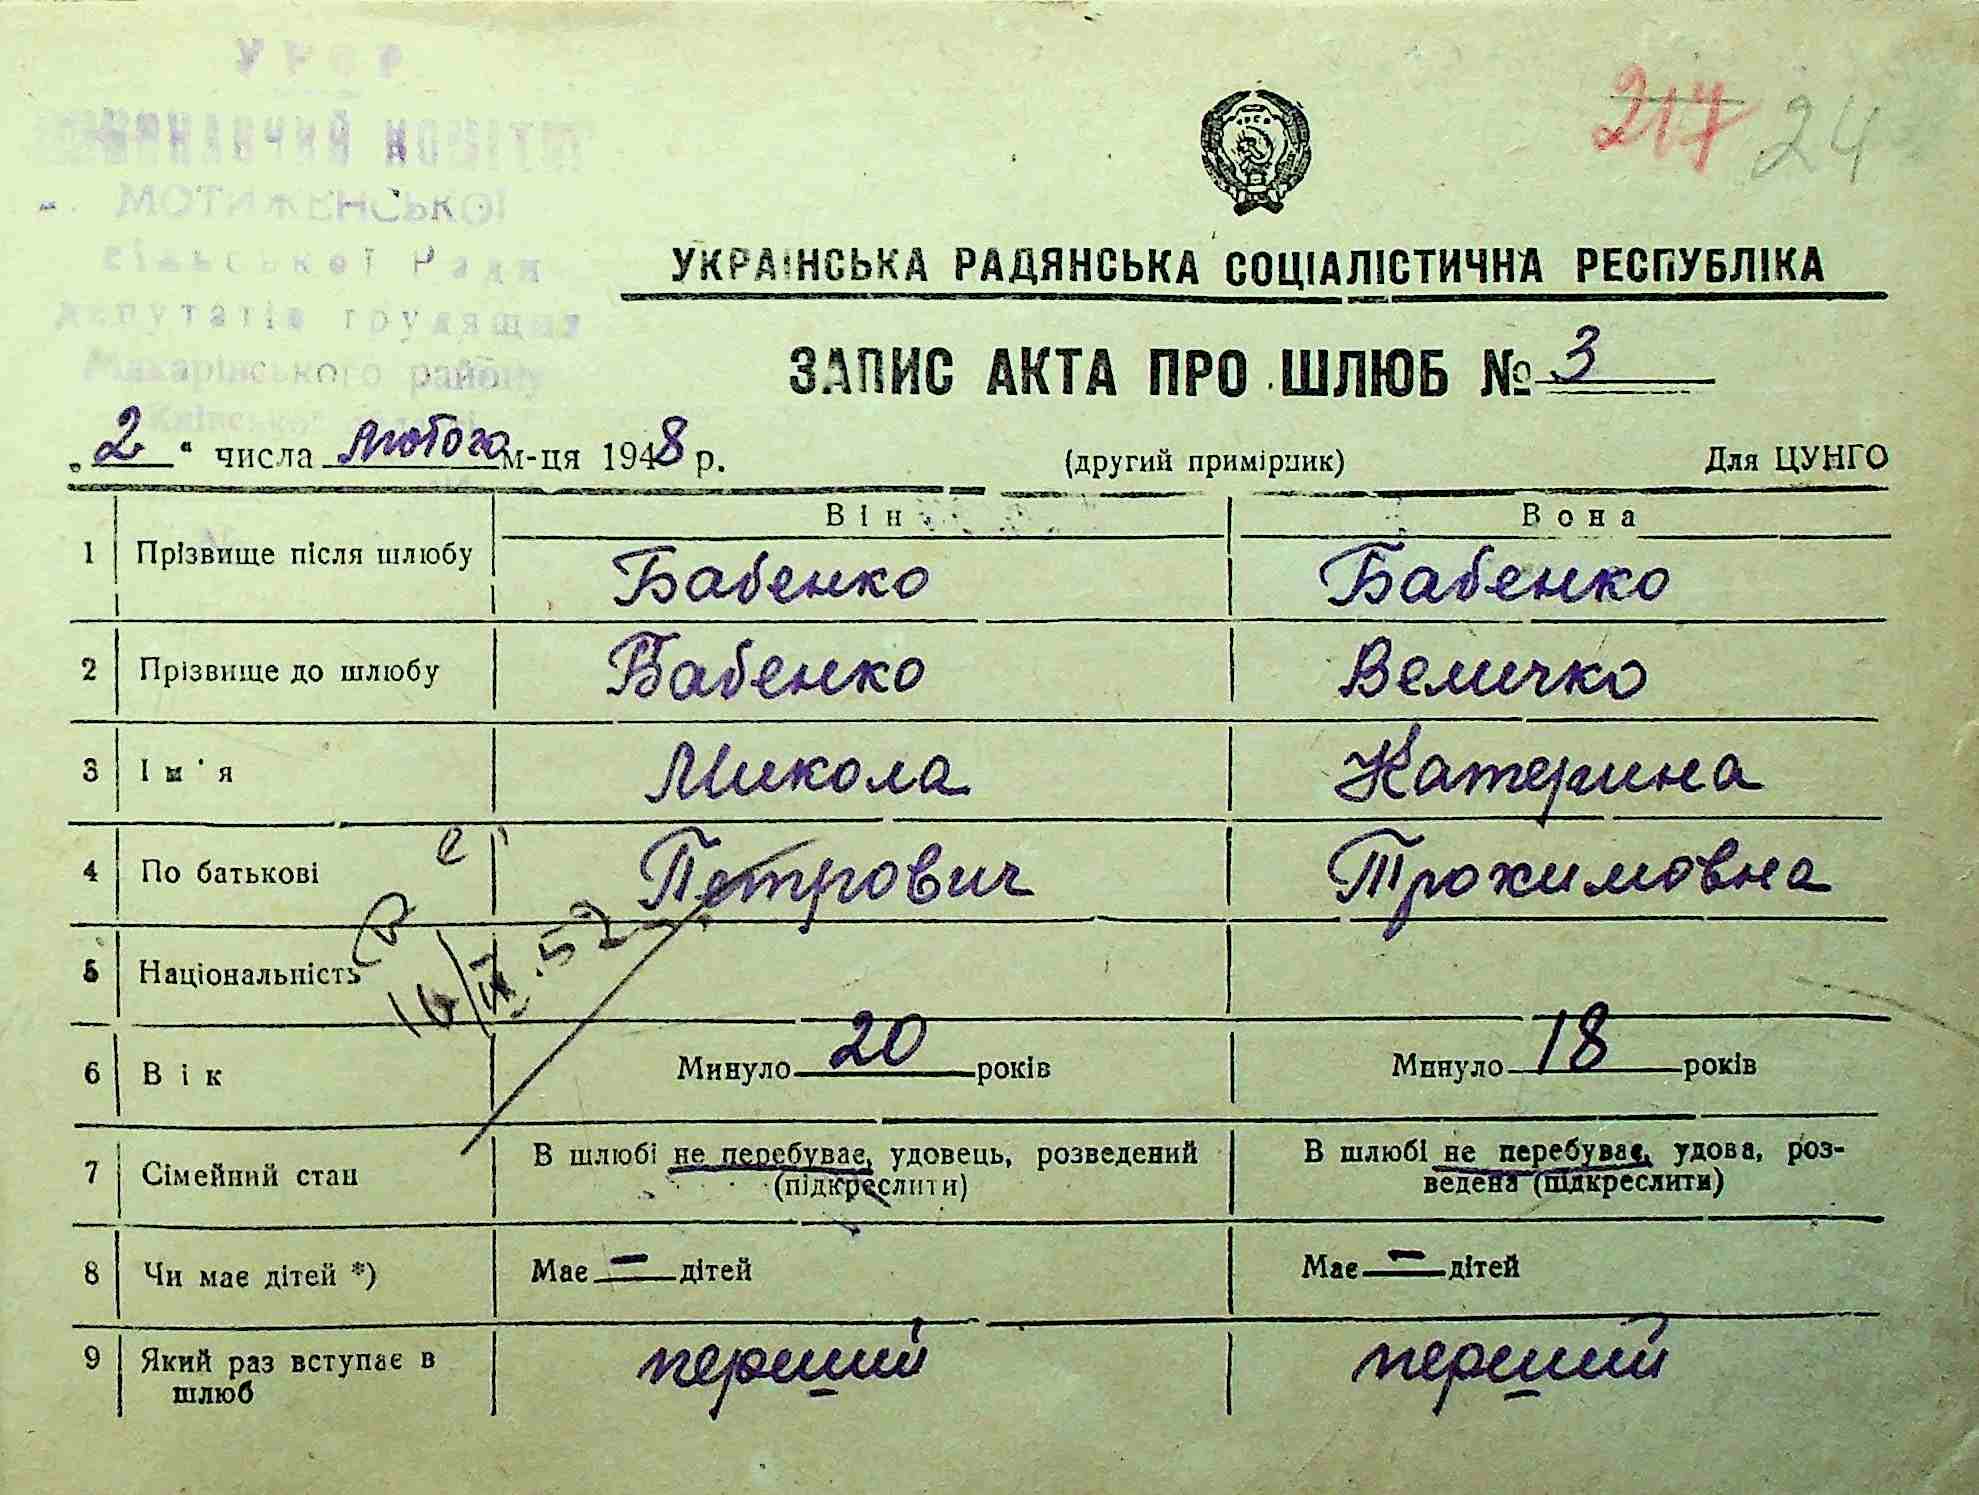 УРСР
ВИКОНАВЧИЙ КОМІТЕТ
МОТИЖЕНСЬКОЇ
сільської Ради
депутатів трудящих
Макарівського району
217 24
УКРАЇНСЬКА РАДЯНСЬКА СОЦІАЛІСТИЧНА РЕСПУБЛІКА
ЗАПИС АКТА ПРО ШЛЮБ № 3
„2“ числа лютого м-ця 1948 р. (другий примірник) Для ЦУНГО
Він Вона
1 Прізвище після шлюбу Бабенко Бабенко
2 Прізвище до шлюбу Бабенко Величко
3 Ім'я Микола Катерина
4 По батькові Петрович Трохимовна
5 Національність
6 Вік Минуло 20 років Минуло 18 років
7 Сімейний стан В шлюбі не перебуває, удовець, розведений (підкреслити) В шлюбі не перебуває, удова, роз-
ведена (підкреслити)
8 Чи має дітей *) Має — дітей Має — дітей
9 Який раз вступає в перший перший
шлюб